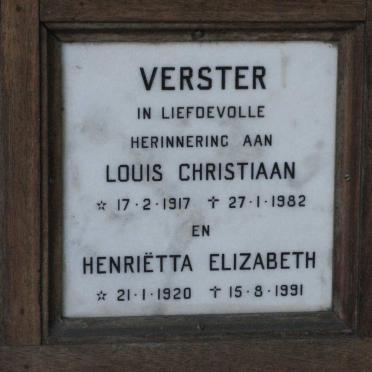 VERSTER
IN LIEFDEVOLLE
HERINNERING AAN
LOUIS CHRISTIAAN
☆ 17·2·1917 ✝ 27·1·1982
EN
HENRIËTTA ELIZABETH
☆ 21·1·1920 ✝ 15·8·1991